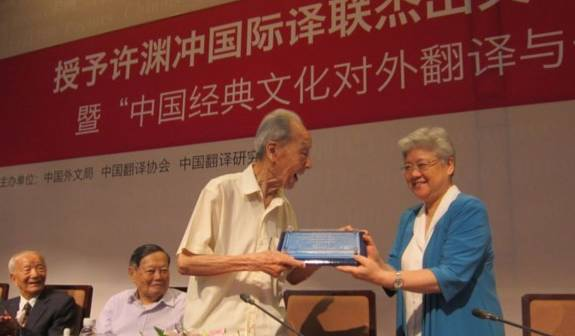 授予许渊冲国际译联杰出
暨“中国经典文化对外翻译与
主办单位：中国外文局 中国翻译协会 中国翻译研究